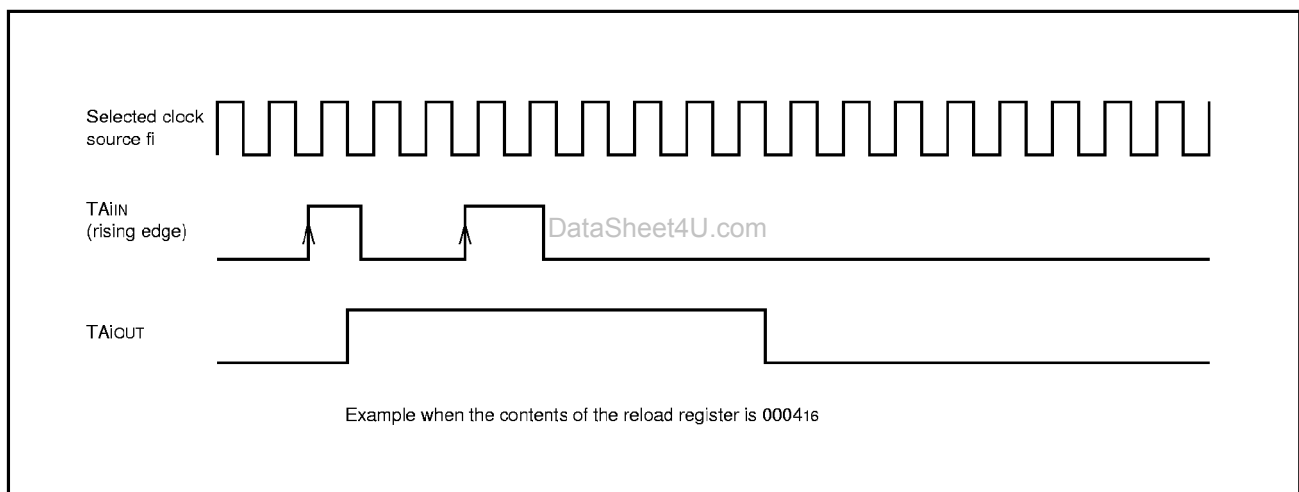 Selected clock
source fi
TAiIN
(rising edge)
DataSheet4U.com
TAiOUT
Example when the contents of the reload register is 000416